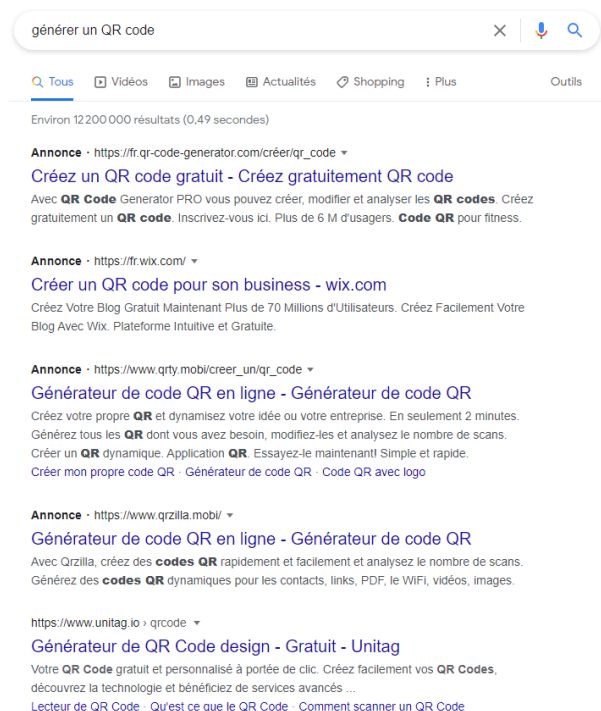 générer un QR code
Tous Vidéos Images Actualités Shopping Plus Outils
Environ 12 200 000 résultats (0,49 secondes)
Annonce · https://fr.qr-code-generator.com/créer/qr_code
Créez un QR code gratuit - Créez gratuitement QR code
Avec QR Code Generator PRO vous pouvez créer, modifier et analyser les QR codes. Créez
gratuitement un QR code. Inscrivez-vous ici. Plus de 6 M d'usagers. Code QR pour fitness.
Annonce · https://fr.wix.com/
Créer un QR code pour son business - wix.com
Créez Votre Blog Gratuit Maintenant Plus de 70 Millions d'Utilisateurs. Créez Facilement Votre
Blog Avec Wix. Plateforme Intuitive et Gratuite.
Annonce · https://www.qrty.mobi/creer_un/qr_code
Générateur de code QR en ligne - Générateur de code QR
Créez votre propre QR et dynamisez votre idée ou votre entreprise. En seulement 2 minutes.
Générez tous les QR dont vous avez besoin, modifiez-les et analysez le nombre de scans.
Créer un QR dynamique. Application QR. Essayez-le maintenant! Simple et rapide.
Créer mon propre code QR · Générateur de code QR · Code QR avec logo
Annonce · https://www.qrzilla.mobi/
Générateur de code QR en ligne - Générateur de code QR
Avec Qrzilla, créez des codes QR rapidement et facilement et analysez le nombre de scans.
Générez des codes QR dynamiques pour les contacts, links, PDF, le WiFi, vidéos, images.
https://www.unitag.io › qrcode
Générateur de QR Code design - Gratuit - Unitag
Votre QR Code gratuit et personnalisé à portée de clic. Créez facilement vos QR Codes,
découvrez la technologie et bénéficiez de services avancés ...
Lecteur de QR Code · Qu'est ce que le QR Code · Comment scanner un QR Code